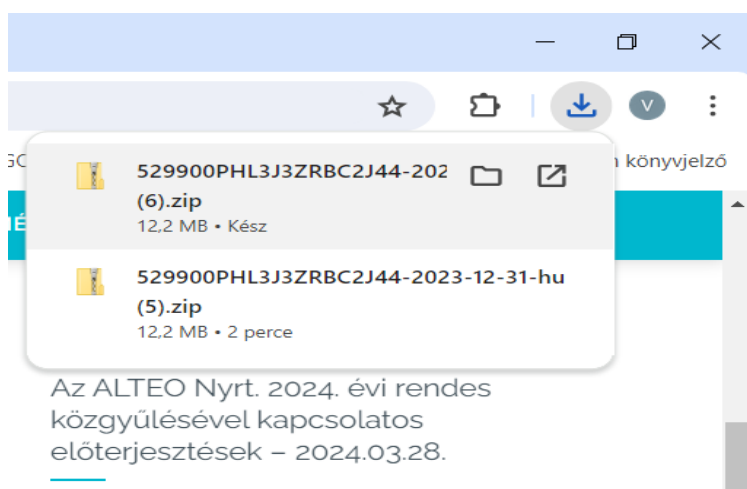 V
GC
n könyvjelző
529900PHL3J3ZRBC2J44-202
(6).zip
12,2 MB • Kész
529900PHL3J3ZRBC2J44-2023-12-31-hu
(5).zip
12,2 MB • 2 perce
Az ALTEO Nyrt. 2024. évi rendes
közgyűlésével kapcsolatos
előterjesztések – 2024.03.28.